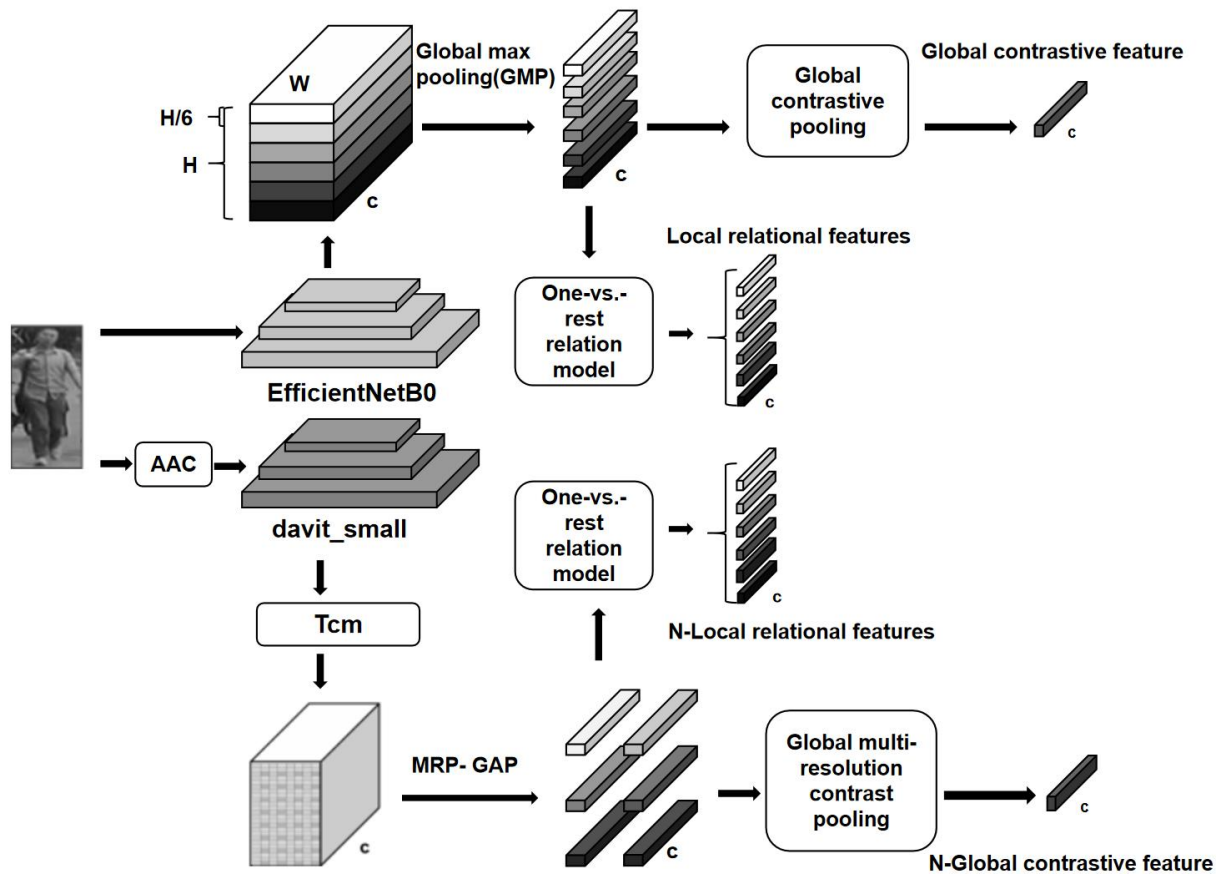 Global max
pooling(GMP)
W
H/6
H
c
c
Global
contrastive
pooling
Global contrastive feature
c
Local relational features
One-vs.-
rest
relation
model
c
EfficientNetB0
AAC
davit_small
One-vs.-
rest
relation
model
c
N-Local relational features
Tcm
c
MRP- GAP
c
Global multi-
resolution
contrast
pooling
c
N-Global contrastive feature